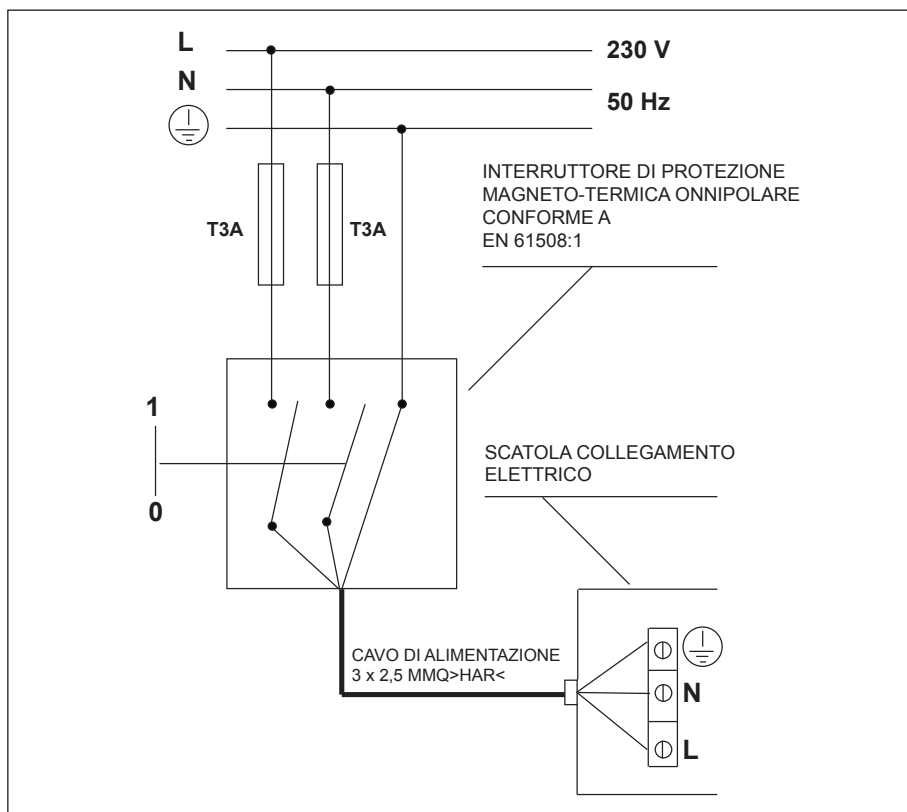 L
230 V
N
50 Hz
INTERRUTTORE DI PROTEZIONE
MAGNETO-TERMICA ONNIPOLARE
CONFORME A
EN 61508:1
T3A
T3A
1
0
SCATOLA COLLEGAMENTO
ELETTRICO
CAVO DI ALIMENTAZIONE
3 x 2,5 MMQ>HAR<
N
L